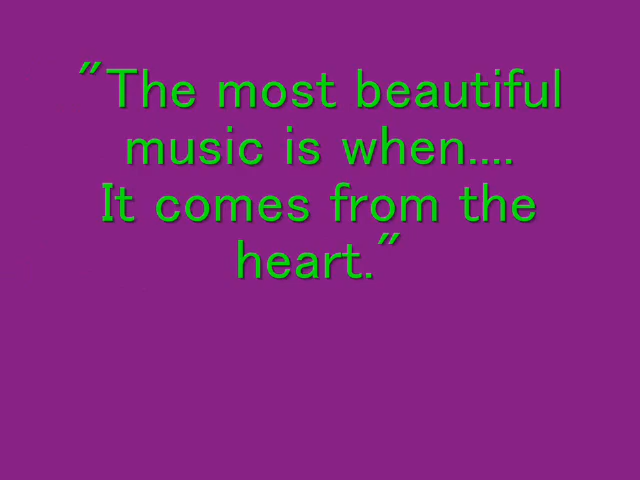 "The most beautiful
music is when....
It comes from the
heart."